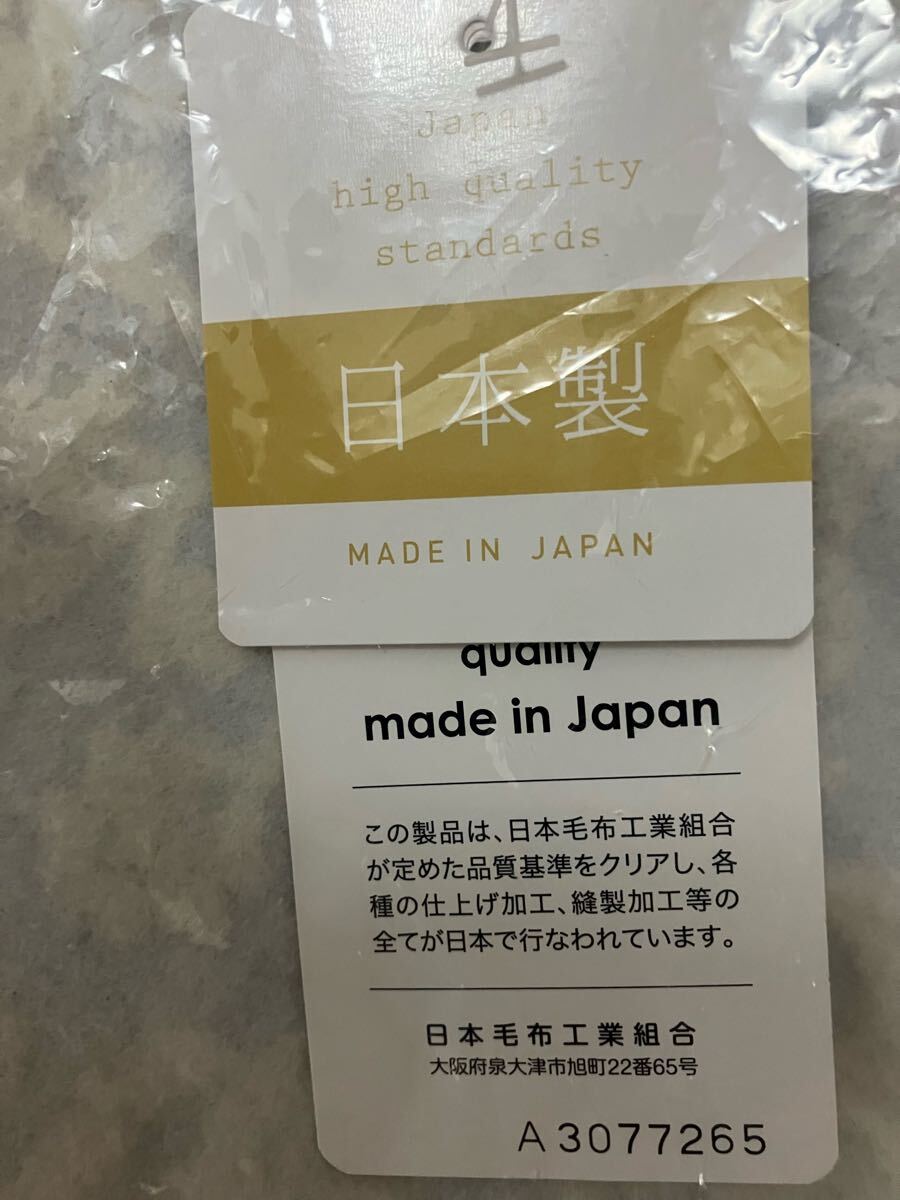 Japan
high quality
standards
日本製
MADE IN JAPAN
quality
made in Japan
この製品は、日本毛布工業組合
が定めた品質基準をクリアし、各
種の仕上げ加工、縫製加工等の
全てが日本で行なわれています。
日本毛布工業組合
大阪府泉大津市旭町22番65号
A3077265